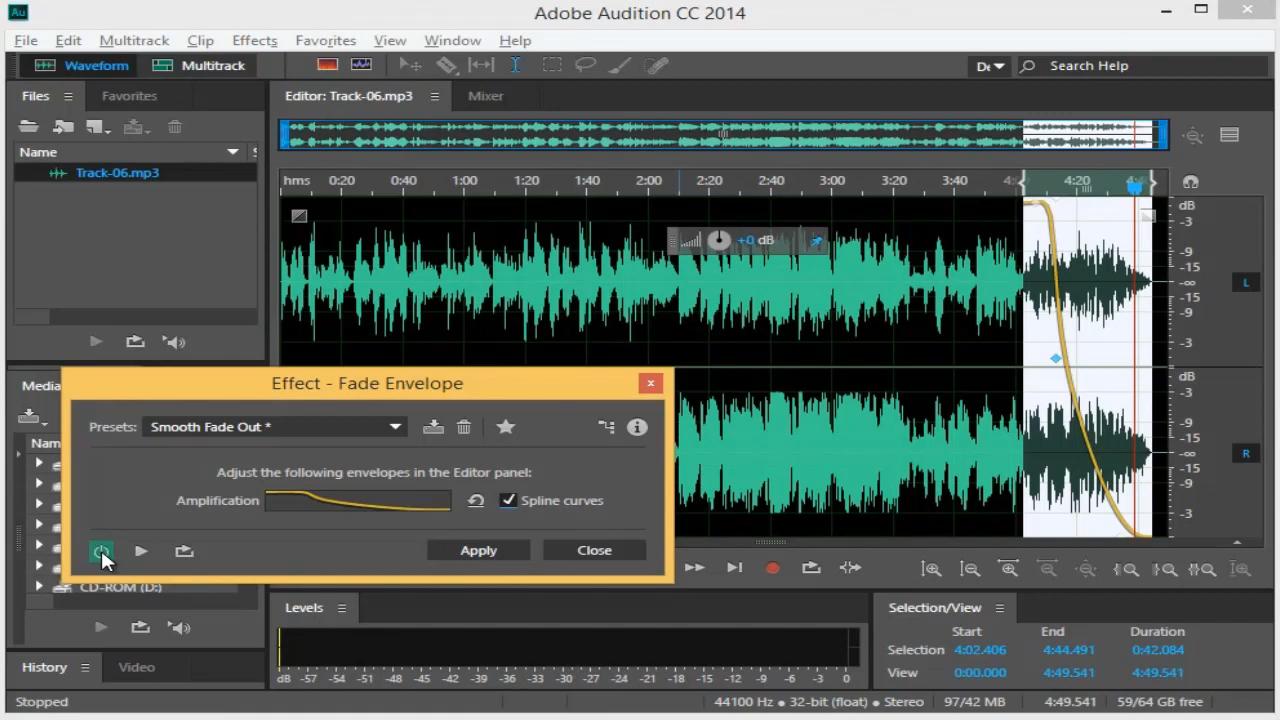 Au
Adobe Audition CC 2014
File Edit Multitrack Clip Effects Favorites View Window Help
Waveform Multitrack
Search Help
Files Favorites
Editor: Track-06.mp3 Mixer
Name
Track-06.mp3
hms 0:20 0:40 1:00 1:20 1:40 2:00 2:20 2:40 3:00 3:20 3:40 4:20
+0 dB
dB
-3
-9
-15
-∞
-15
-9
-3
L
dB
-3
-9
-15
-∞
-15
-9
-3
R
Effect - Fade Envelope
Presets: Smooth Fade Out *
Adjust the following envelopes in the Editor panel:
Amplification Spline curves
Apply Close
CD-ROM (D:)
Levels
dB -57 -54 -51 -48 -45 -42 -39 -36 -33 -30 -27 -24 -21 -18 -15 -12 -9 -6 -3 0
Selection/View
Start End Duration
Selection 4:02.406 4:44.491 0:42.084
View 0:00.000 4:49.541 4:49.541
History Video
Stopped
44100 Hz ● 32-bit (float) ● Stereo 97/42 MB 4:49.541 59/64 GB free